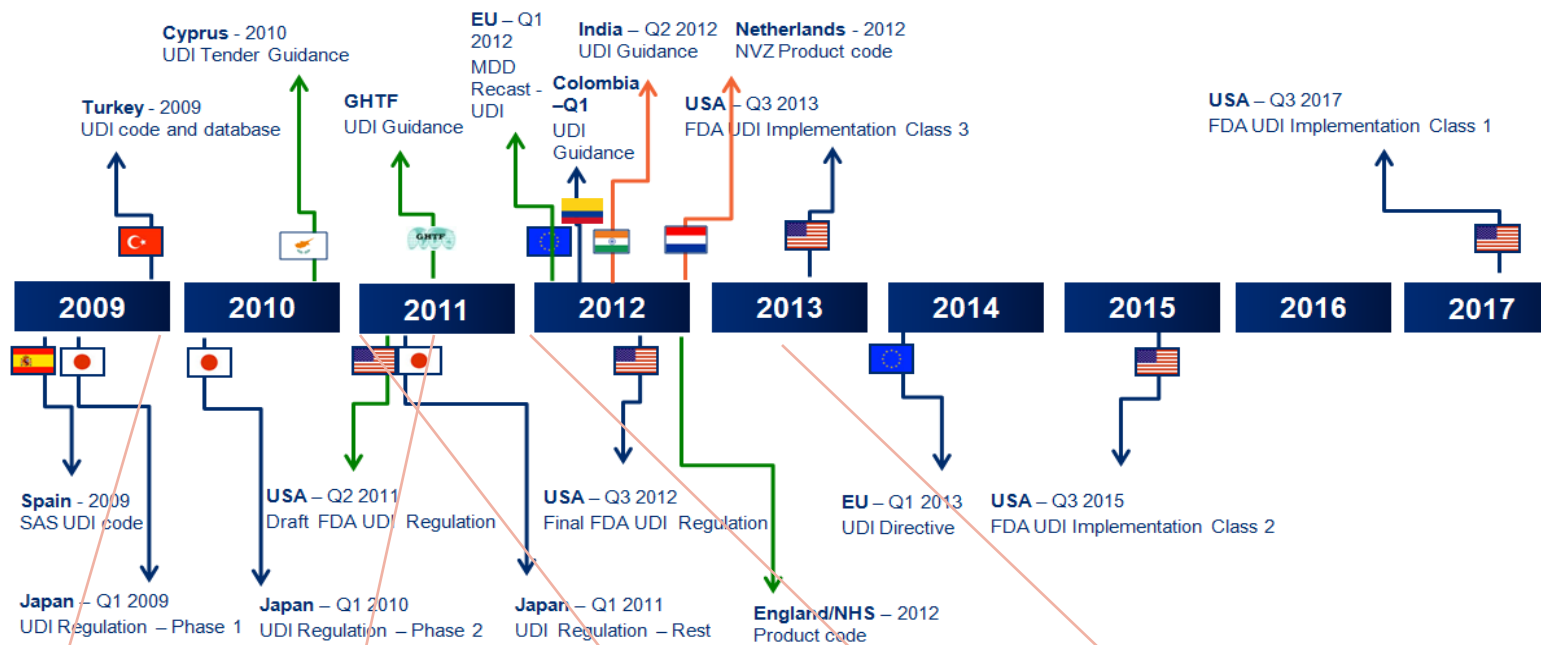 Cyprus - 2010
UDI Tender Guidance
EU – Q1
2012
MDD
Recast -
UDI
India – Q2 2012
UDI Guidance
Netherlands - 2012
NVZ Product code
Turkey - 2009
UDI code and database
GHTF
UDI Guidance
Colombia
–Q1
UDI
Guidance
USA – Q3 2013
FDA UDI Implementation Class 3
USA – Q3 2017
FDA UDI Implementation Class 1
GHTF
2009
2010
2011
2012
2013
2014
2015
2016
2017
Spain - 2009
SAS UDI code
USA – Q2 2011
Draft FDA UDI Regulation
USA – Q3 2012
Final FDA UDI Regulation
EU – Q1 2013
UDI Directive
USA – Q3 2015
FDA UDI Implementation Class 2
Japan – Q1 2009
UDI Regulation – Phase 1
Japan – Q1 2010
UDI Regulation – Phase 2
Japan – Q1 2011
UDI Regulation – Rest
England/NHS – 2012
Product code